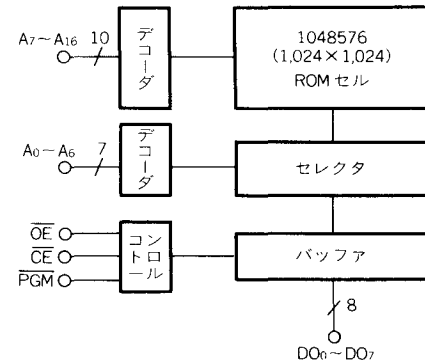 A7～A16 10
デコーダ
1048576
(1,024×1,024)
ROMセル
A0～A6 7
デコーダ
セレクタ
OE
CE
PGM
コントロール
バッファ
8
DO0～DO7